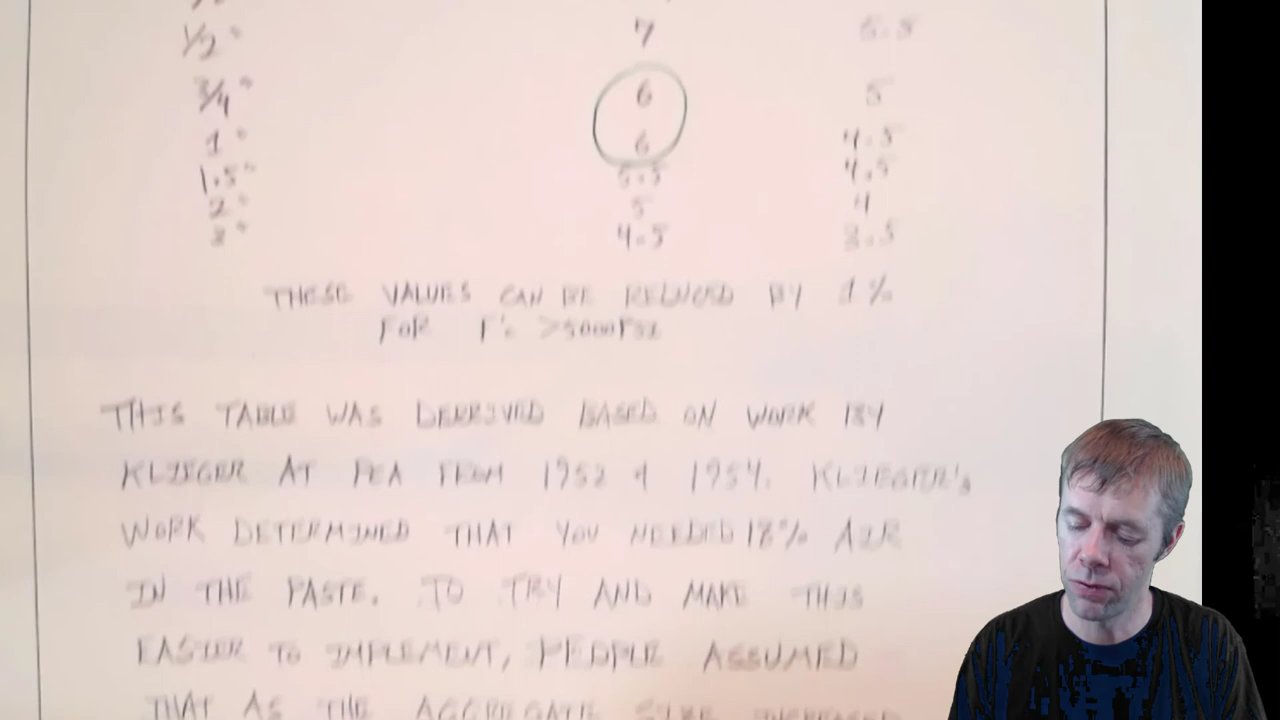 1/2" 7 5.5
3/4" 6 5
1" 6 4.5
1.5" 5.5 4.5
2" 5 4
3" 4.5 3.5
THESE VALUES CAN BE REDUCED BY 1%
FOR F'c >5000PSI
THIS TABLE WAS DERRIVED BASED ON WORK BY
KLIEGER AT PCA FROM 1952 & 1954. KLIEGER'S
WORK DETERMINED THAT YOU NEEDED 18% AIR
IN THE PASTE. TO TRY AND MAKE THIS
EASIER TO IMPLEMENT, PEOPLE ASSUMED
THAT AS THE AGGREGATE SIZE INCREASED